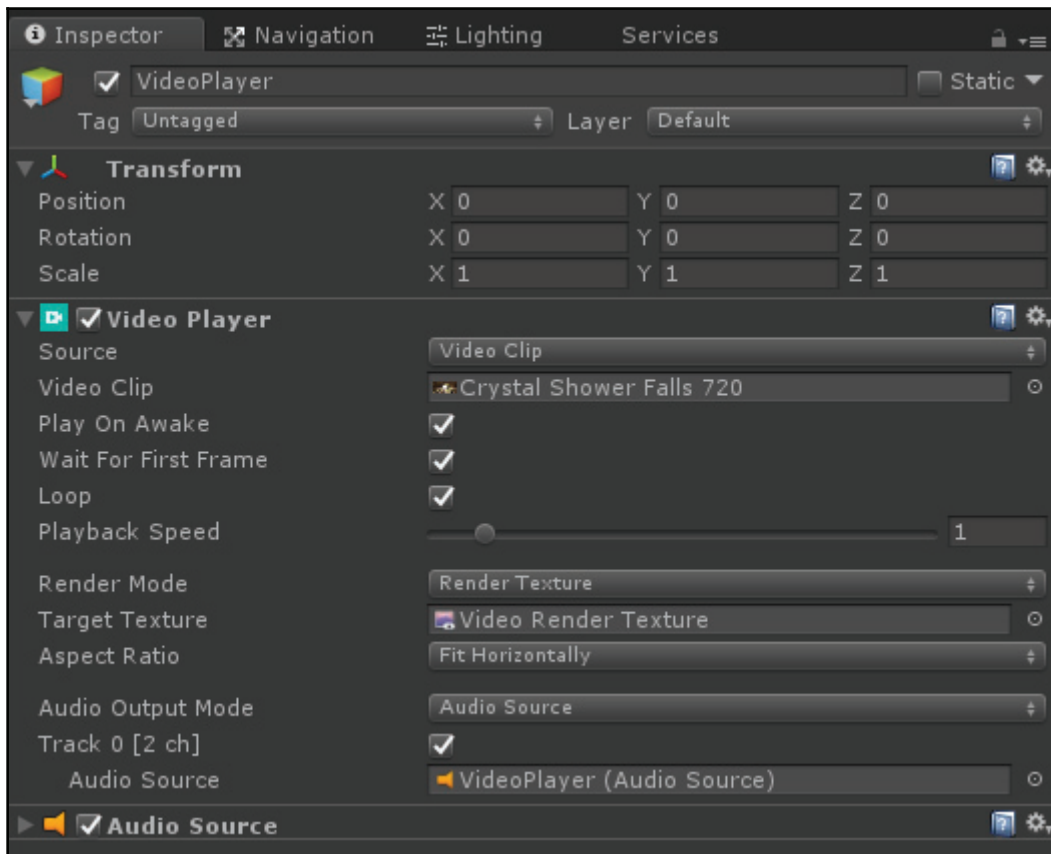 Inspector Navigation Lighting Services
VideoPlayer Static
Tag Untagged Layer Default
Transform
Position X 0 Y 0 Z 0
Rotation X 0 Y 0 Z 0
Scale X 1 Y 1 Z 1
Video Player
Source Video Clip
Video Clip Crystal Shower Falls 720
Play On Awake
Wait For First Frame
Loop
Playback Speed 1
Render Mode Render Texture
Target Texture Video Render Texture
Aspect Ratio Fit Horizontally
Audio Output Mode Audio Source
Track 0 [2 ch]
Audio Source VideoPlayer (Audio Source)
Audio Source